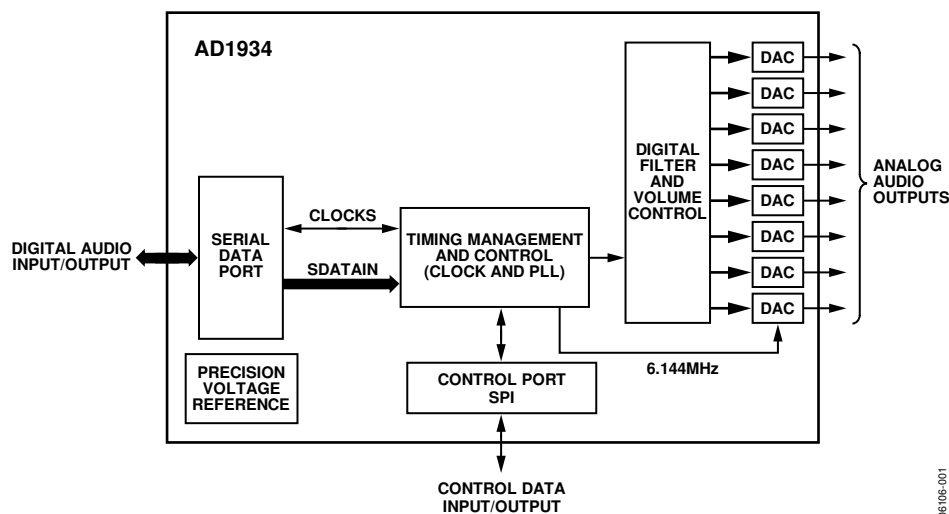 AD1934
DAC
DAC
DAC
DAC
DAC
DAC
DAC
DAC
DIGITAL
FILTER
AND
VOLUME
CONTROL
ANALOG
AUDIO
OUTPUTS
DIGITAL AUDIO
INPUT/OUTPUT
SERIAL
DATA
PORT
CLOCKS
SDATAIN
TIMING MANAGEMENT
AND CONTROL
(CLOCK AND PLL)
6.144MHz
PRECISION
VOLTAGE
REFERENCE
CONTROL PORT
SPI
CONTROL DATA
INPUT/OUTPUT
06106-001